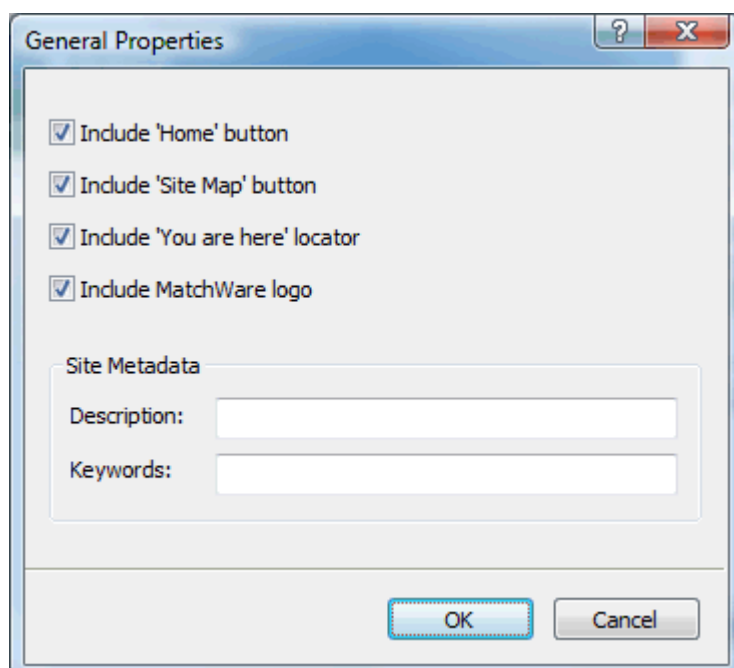 General Properties
?
Include 'Home' button
Include 'Site Map' button
Include 'You are here' locator
Include MatchWare logo
Site Metadata
Description:
Keywords:
OK
Cancel